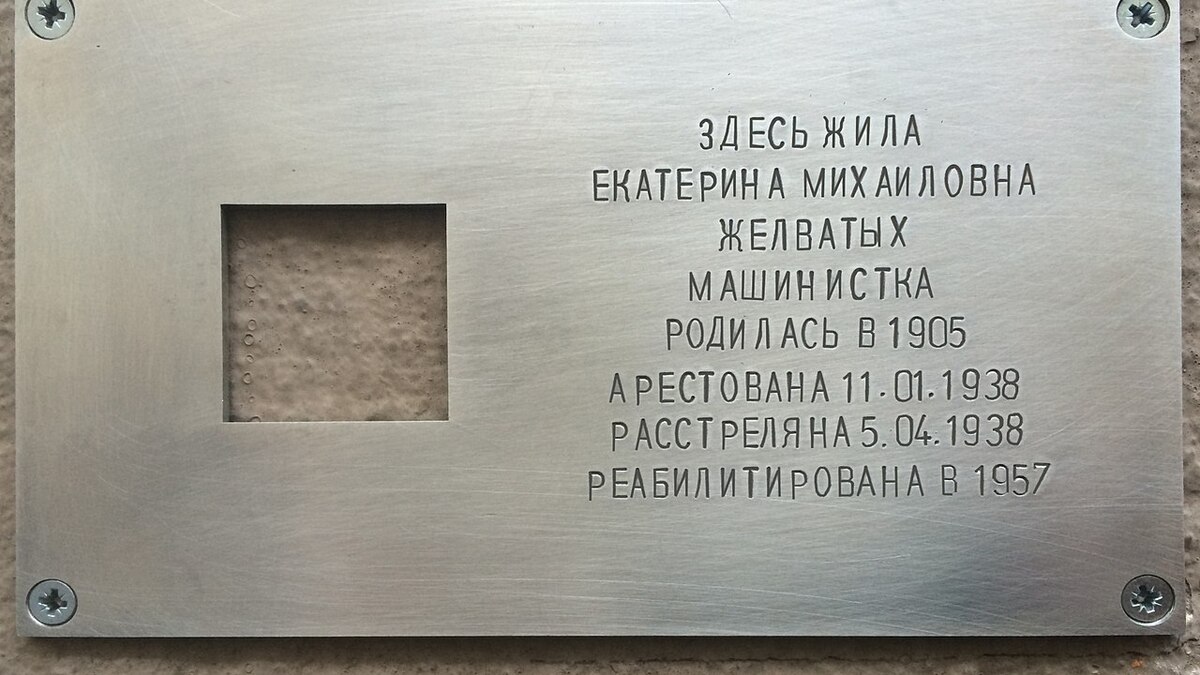 ЗДЕСЬ ЖИЛА
ЕКАТЕРИНА МИХАИЛОВНА
ЖЕЛВАТЫХ
МАШИНИСТКА
РОДИЛАСЬ В 1905
АРЕСТОВАНА 11.01.1938
РАССТРЕЛЯНА 5.04.1938
РЕАБИЛИТИРОВАНА В 1957